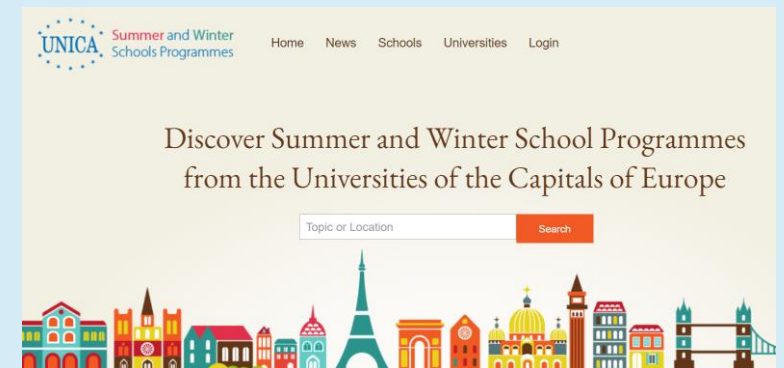 UNICA Summer and Winter
Schools Programmes
Home News Schools Universities Login
Discover Summer and Winter School Programmes
from the Universities of the Capitals of Europe
Topic or Location Search